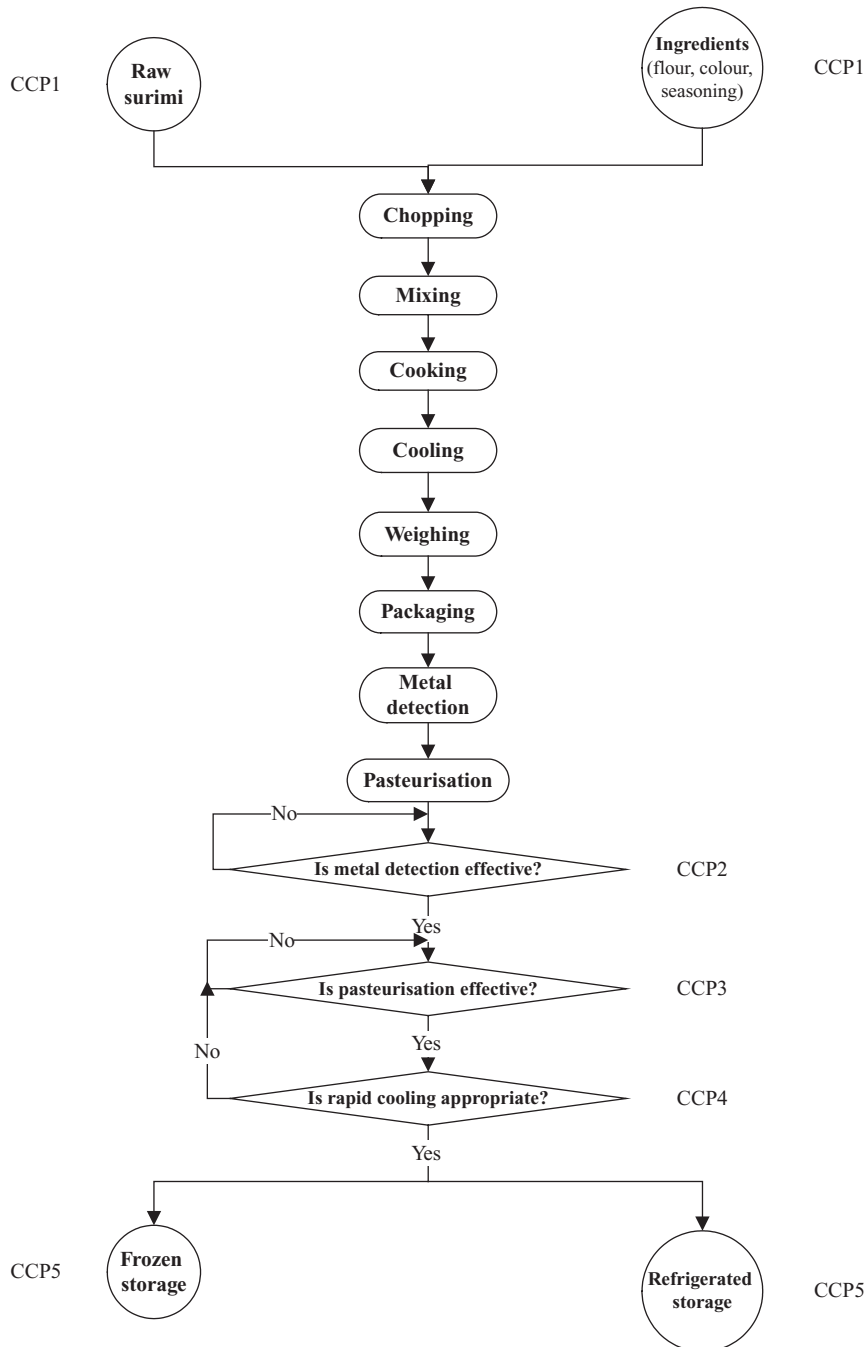 CCP1
Raw
surimi
Ingredients
(flour, colour,
seasoning)
CCP1
Chopping
Mixing
Cooking
Cooling
Weighing
Packaging
Metal
detection
Pasteurisation
No
Is metal detection effective?
CCP2
Yes
No
Is pasteurisation effective?
CCP3
Yes
No
Is rapid cooling appropriate?
CCP4
Yes
CCP5
Frozen
storage
Refrigerated
storage
CCP5